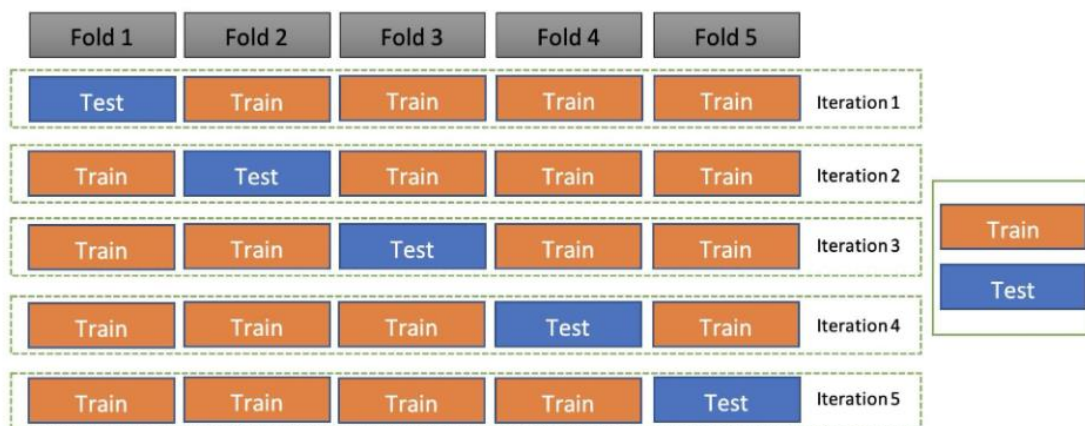 Fold 1 Fold 2 Fold 3 Fold 4 Fold 5
Test Train Train Train Train Iteration 1
Train Test Train Train Train Iteration 2
Train Train Test Train Train Iteration 3
Train Train Train Test Train Iteration 4
Train Train Train Train Test Iteration 5
Train
Test